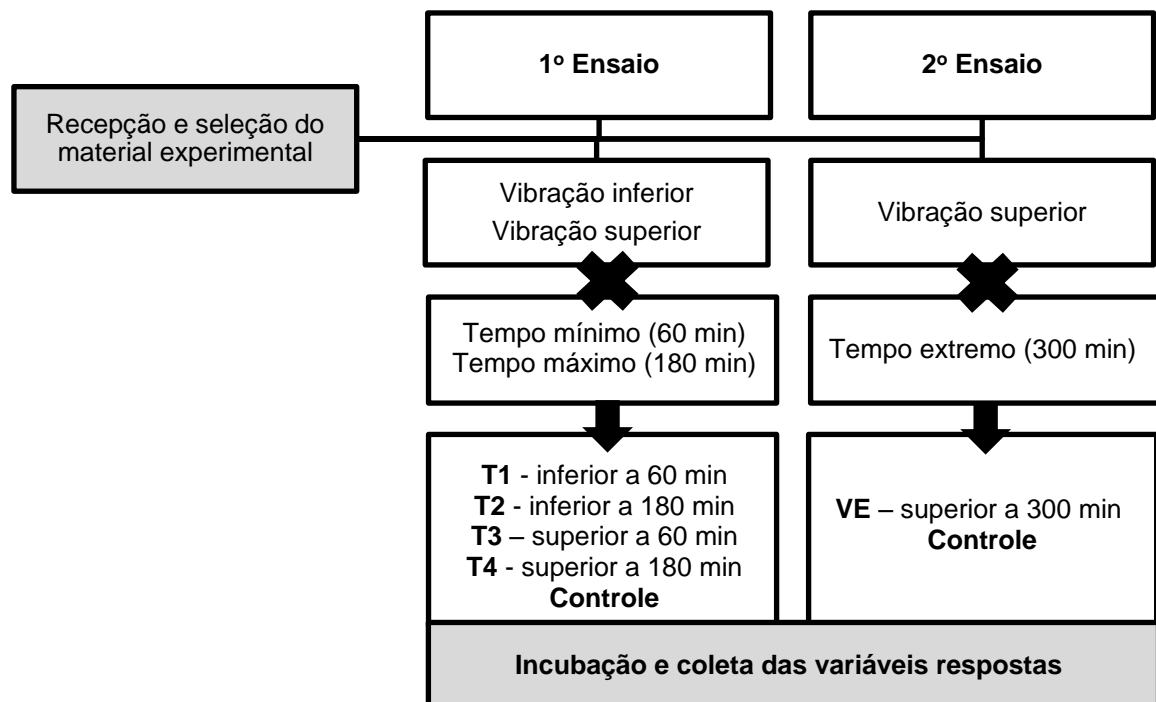 1º Ensaio
2º Ensaio
Recepção e seleção do
material experimental
Vibração inferior
Vibração superior
Vibração superior
Tempo mínimo (60 min)
Tempo máximo (180 min)
Tempo extremo (300 min)
T1 - inferior a 60 min
T2 - inferior a 180 min
T3 – superior a 60 min
T4 - superior a 180 min
Controle
VE – superior a 300 min
Controle
Incubação e coleta das variáveis respostas